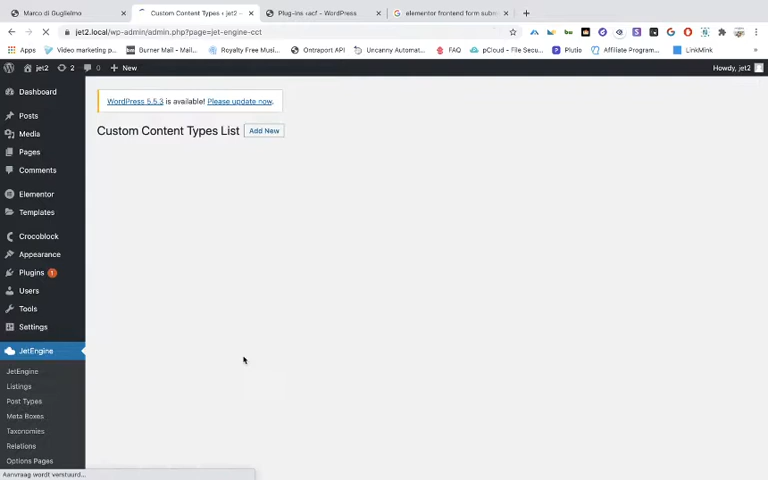 Marco di Guglielmo
Custom Content Types ‹ jet2 –
Plug-ins ‹acf – WordPress
elementor frontend form subm
jet2.local/wp-admin/admin.php?page=jet-engine-cct
Apps
Video marketing p...
Burner Mail - Mail...
Royalty Free Musi...
Ontraport API
Uncanny Automat...
FAQ
pCloud - File Secu...
Plutio
Affiliate Program...
LinkMink
jet2
2
0
+ New
Howdy, jet2
Dashboard
Posts
Media
Pages
Comments
Elementor
Templates
Crocoblock
Appearance
Plugins 1
Users
Tools
Settings
JetEngine
JetEngine
Listings
Post Types
Meta Boxes
Taxonomies
Relations
Options Pages
WordPress 5.5.3 is available! Please update now.
Custom Content Types List Add New
Aanvraag wordt verstuurd...